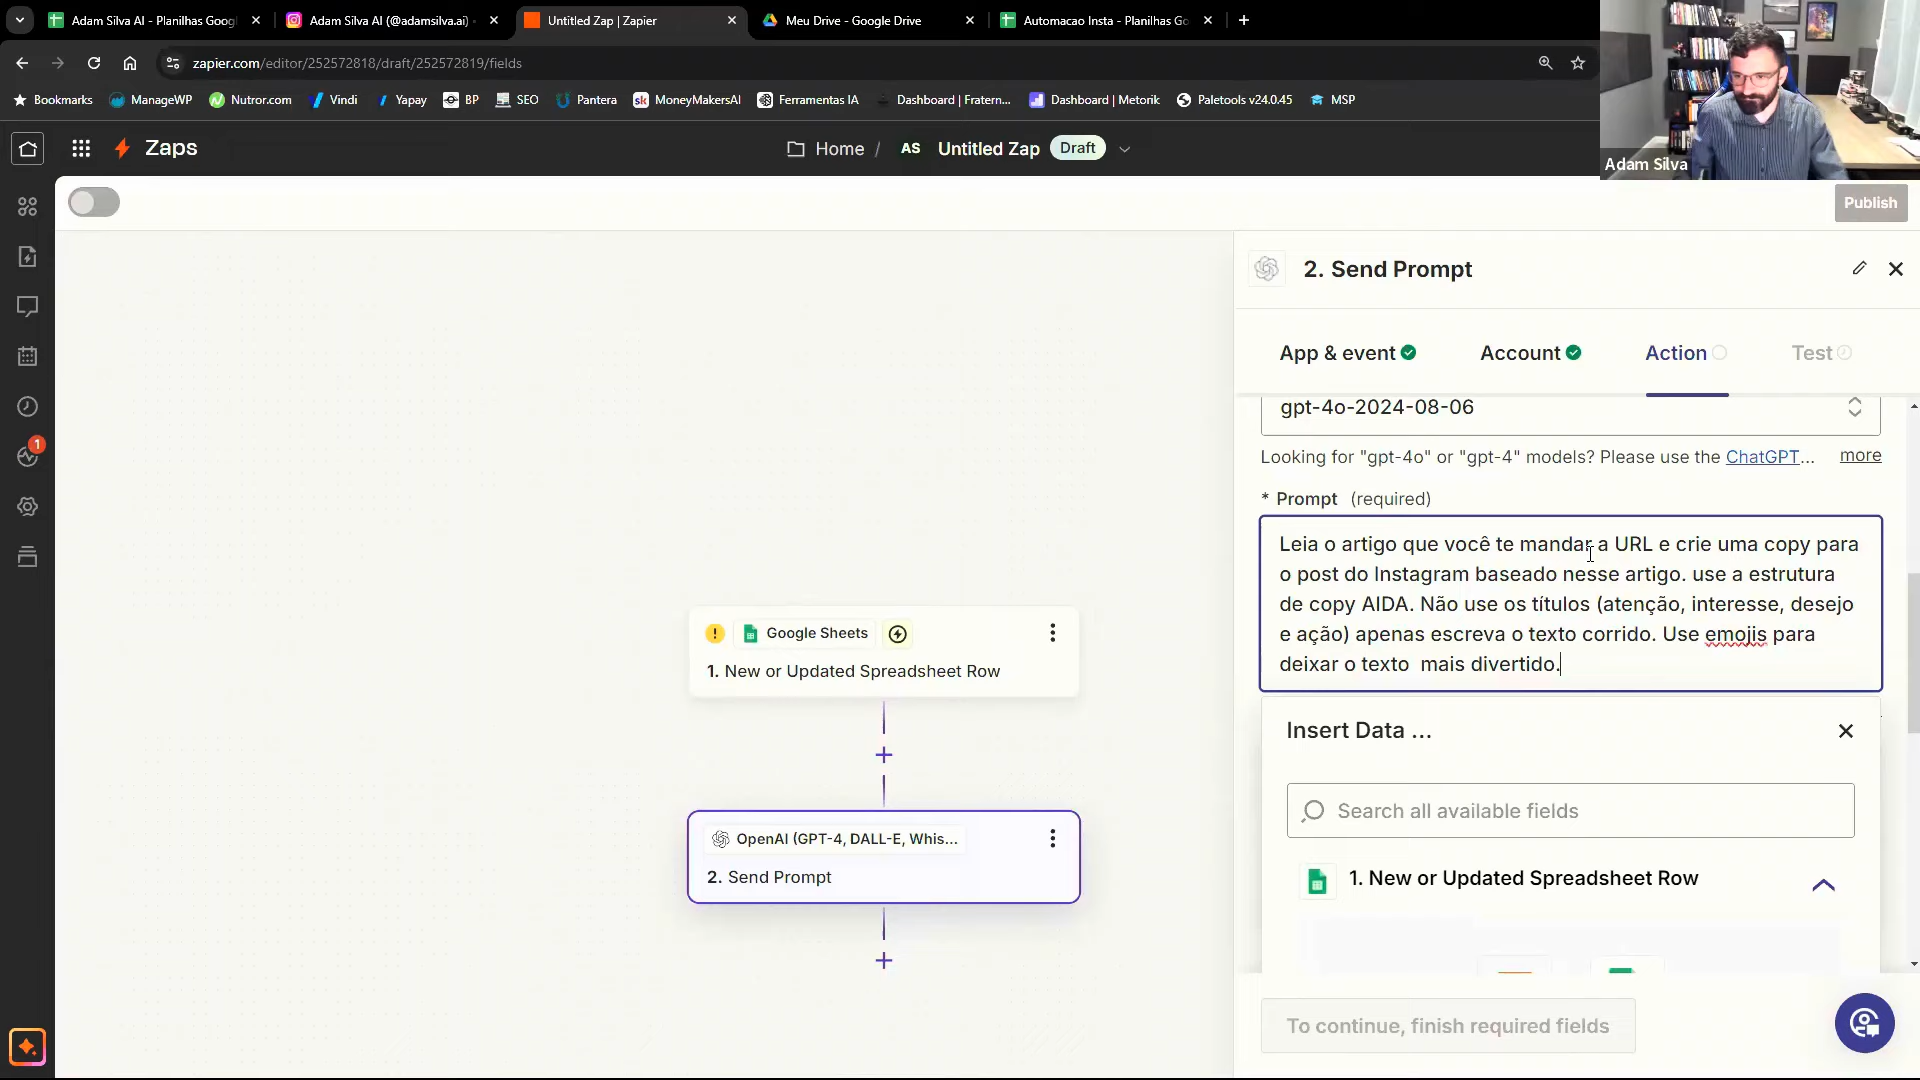 Adam Silva AI - Planilhas Goog
Adam Silva AI (@adamsilva.ai)
Untitled Zap | Zapier
Meu Drive - Google Drive
Automacao Insta - Planilhas Go
zapier.com/editor/252572818/draft/252572819/fields
Bookmarks
ManageWP
Nutror.com
Vindi
Yapay
BP
SEO
Pantera
MoneyMakersAI
Ferramentas IA
Dashboard | Fratern...
Dashboard | Metorik
Paletools v24.0.45
MSP
Adam Silva
Zaps
Home / AS Untitled Zap Draft
Publish
1
2. Send Prompt
App & event
Account
Action
Test
gpt-4o-2024-08-06
Looking for "gpt-4o" or "gpt-4" models? Please use the ChatGPT... more
* Prompt (required)
Leia o artigo que você te mandar a URL e crie uma copy para
o post do Instagram baseado nesse artigo. use a estrutura
de copy AIDA. Não use os títulos (atenção, interesse, desejo
e ação) apenas escreva o texto corrido. Use emojis para
deixar o texto  mais divertido.
Insert Data ...
Search all available fields
1. New or Updated Spreadsheet Row
To continue, finish required fields
Google Sheets
1. New or Updated Spreadsheet Row
OpenAI (GPT-4, DALL-E, Whis...
2. Send Prompt